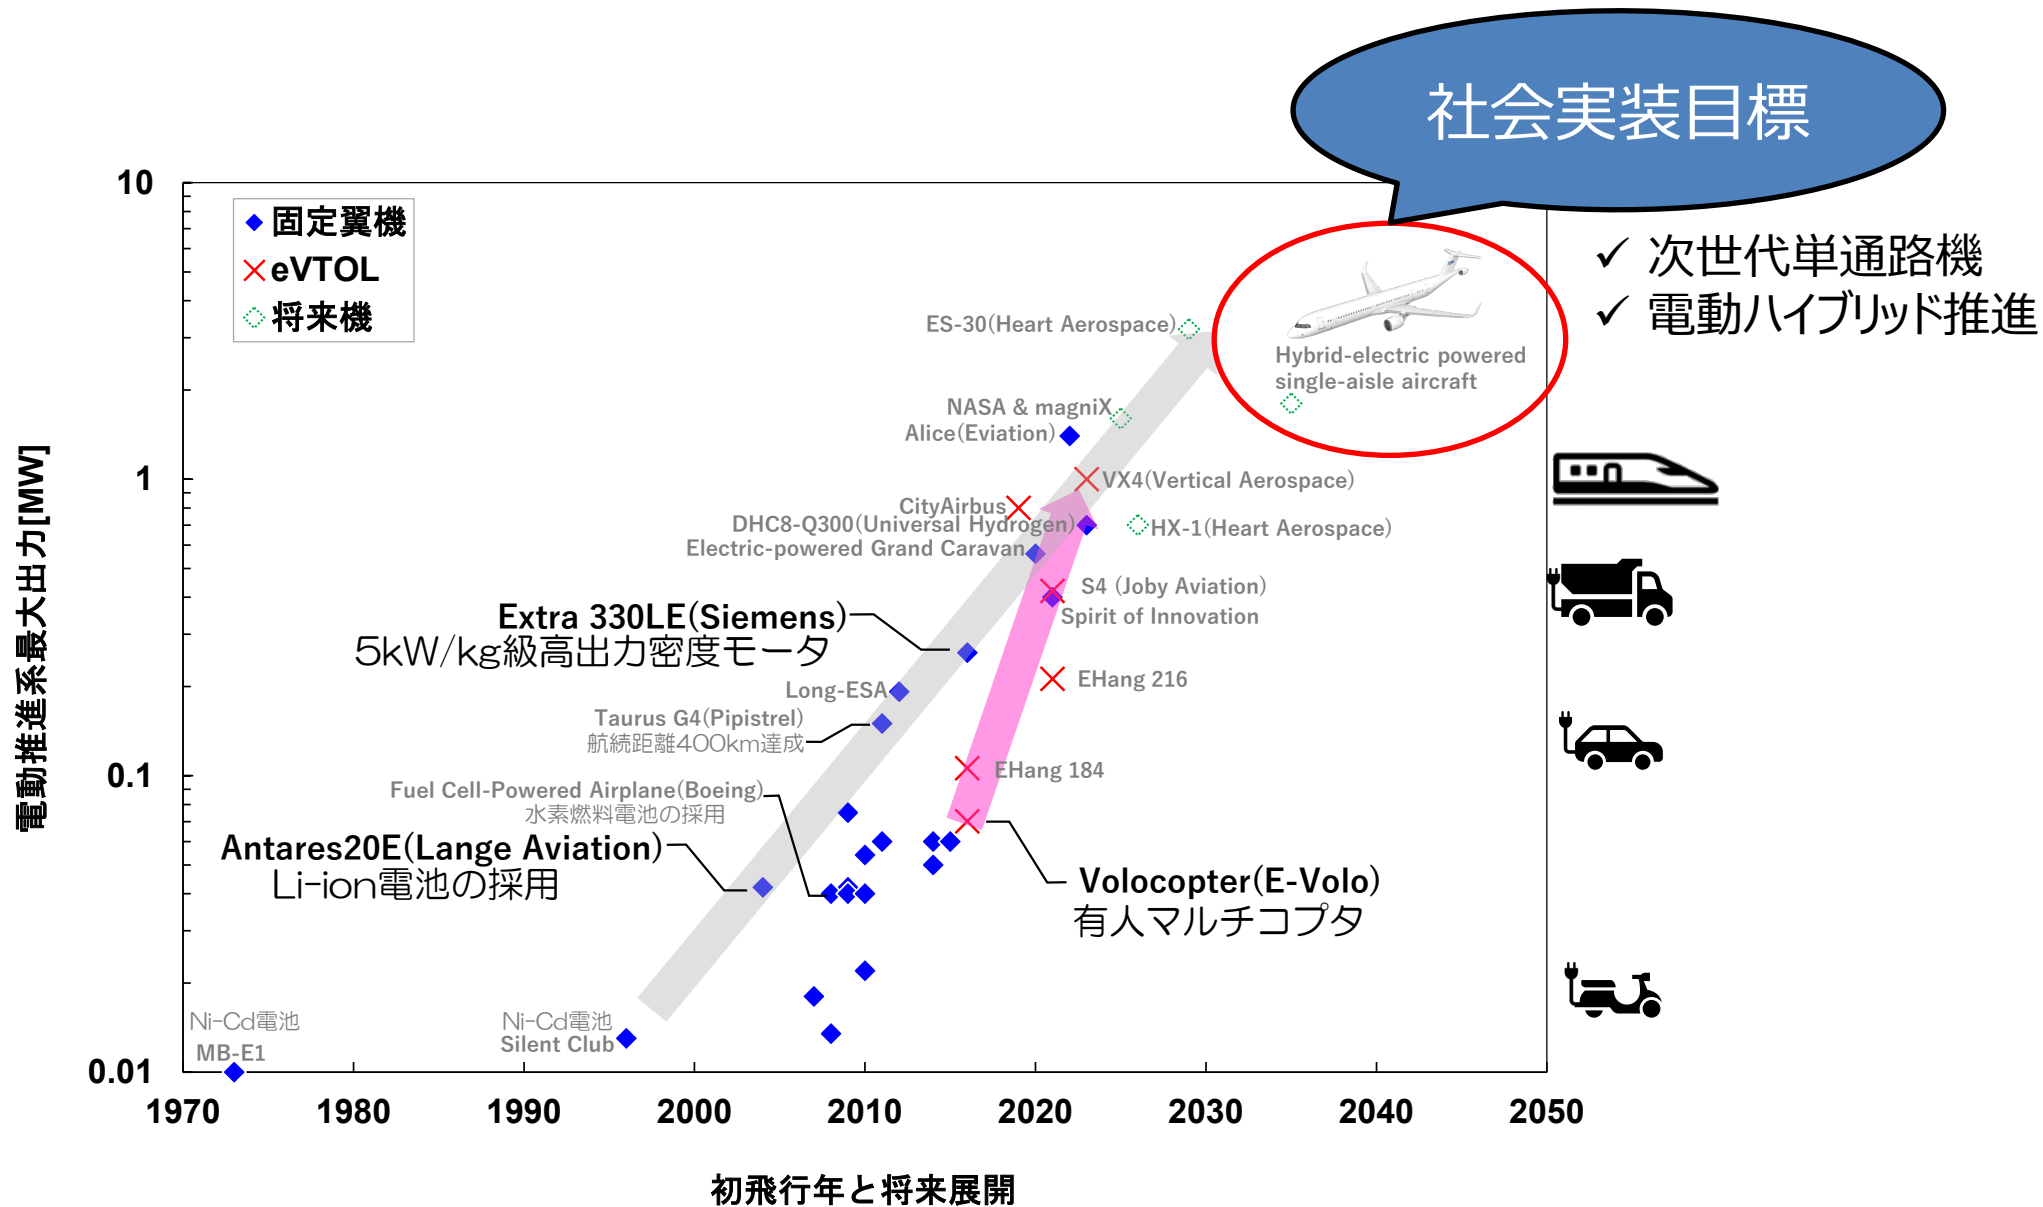 社会実装目標
10
固定翼機
eVTOL
将来機
✓ 次世代単通路機
✓ 電動ハイブリッド推進
ES-30(Heart Aerospace)
Hybrid-electric powered
single-aisle aircraft
NASA & magniX
Alice(Eviation)
1
VX4(Vertical Aerospace)
CityAirbus
DHC8-Q300(Universal Hydrogen)
HX-1(Heart Aerospace)
Electric-powered Grand Caravan
S4 (Joby Aviation)
Spirit of Innovation
Extra 330LE(Siemens)
5kW/kg級高出力密度モータ
EHang 216
Long-ESA
Taurus G4(Pipistrel)
航続距離400km達成
0.1
EHang 184
Fuel Cell-Powered Airplane(Boeing)
水素燃料電池の採用
Antares20E(Lange Aviation)
Li-ion電池の採用
Volocopter(E-Volo)
有人マルチコプタ
Ni-Cd電池
MB-E1
Ni-Cd電池
Silent Club
0.01
1970 1980 1990 2000 2010 2020 2030 2040 2050
電動推進系最大出力[MW]
初飛行年と将来展開